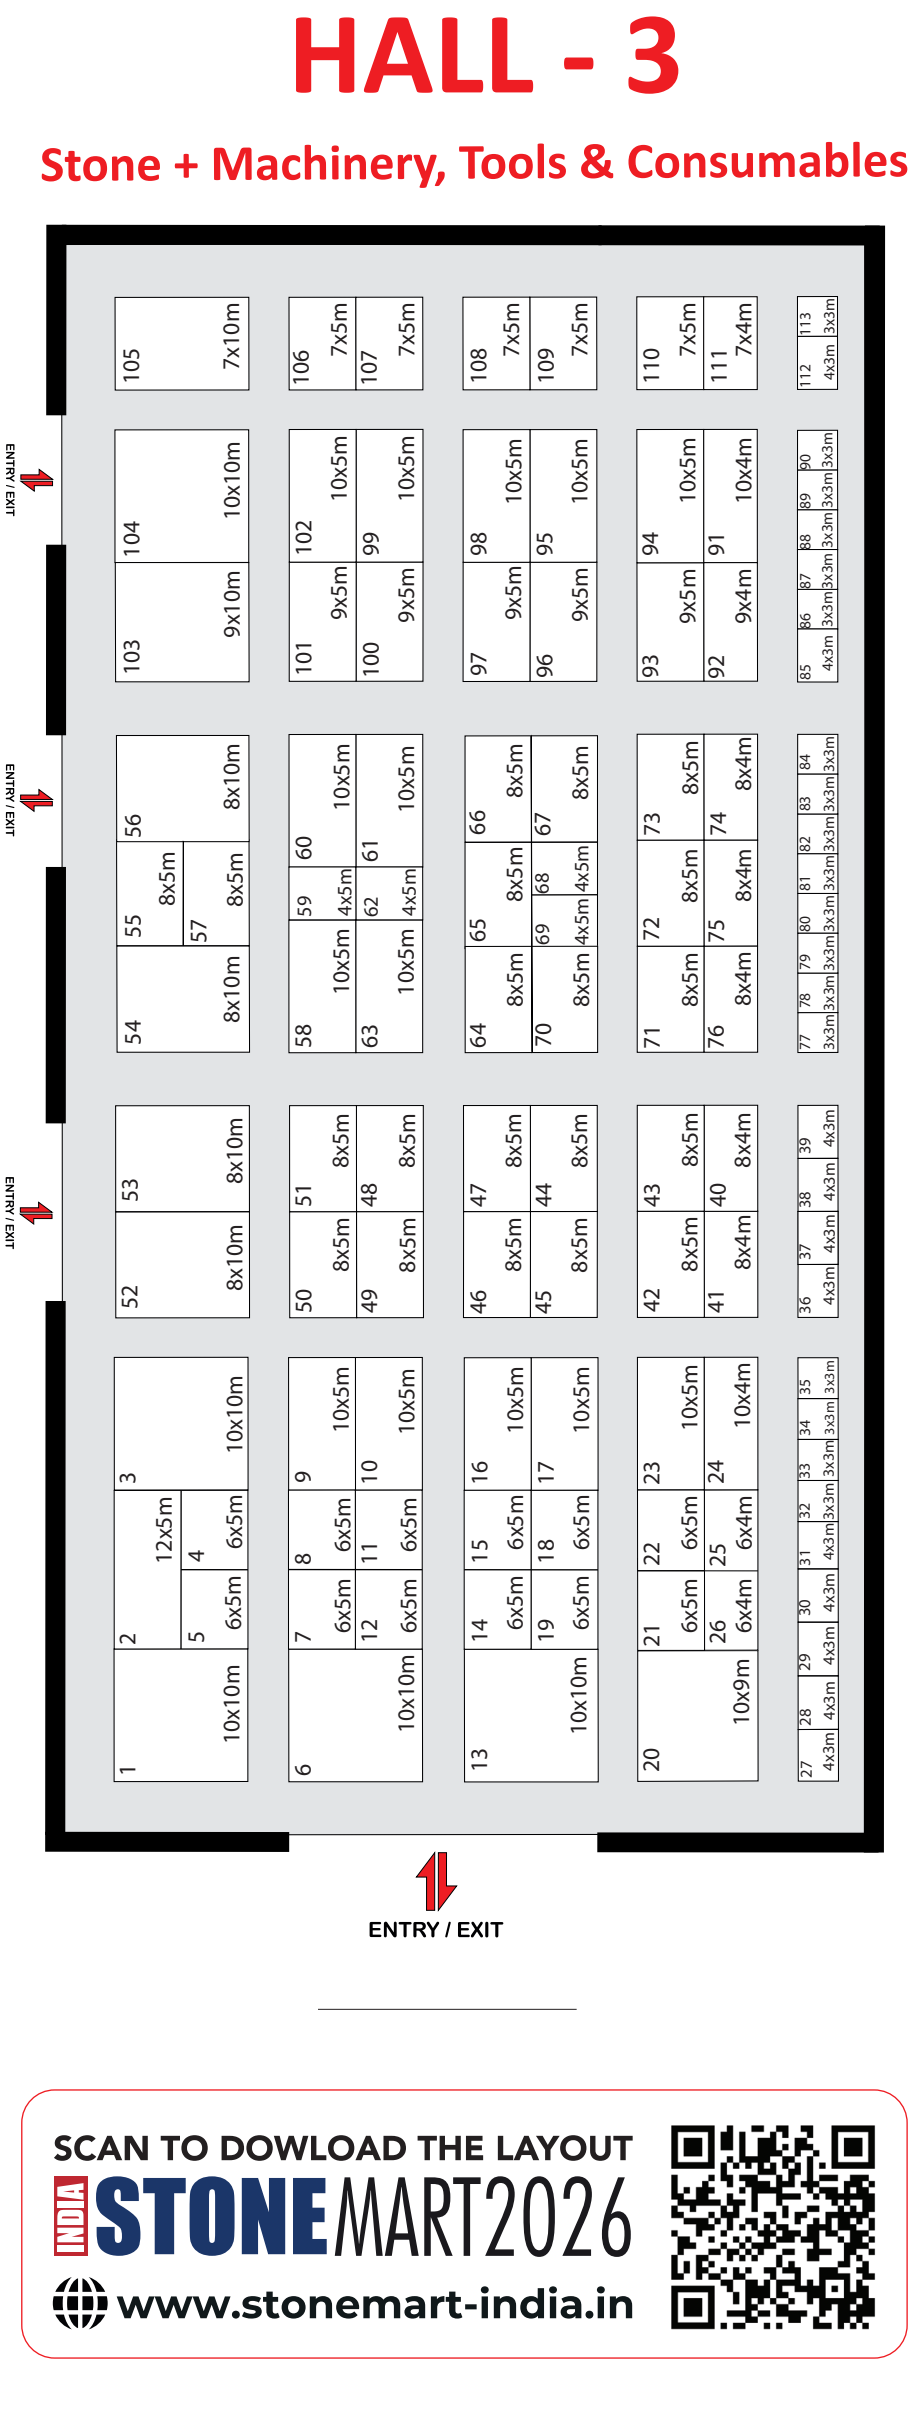 HALL - 3
Stone + Machinery, Tools & Consumables
105 7x10m
106 7x5m
107 7x5m
108 7x5m
109 7x5m
110 7x5m
111 7x4m
113 3x3m
112 4x3m
ENTRY / EXIT
104 10x10m
102 10x5m
99 10x5m
98 10x5m
95 10x5m
94 10x5m
91 10x4m
90 3x3m
89 3x3m
88 3x3m
87 3x3m
86 3x3m
85 4x3m
103 9x10m
101 9x5m
100 9x5m
97 9x5m
96 9x5m
93 9x5m
92 9x4m
ENTRY / EXIT
56 8x10m
55 8x5m
57 8x5m
54 8x10m
60 10x5m
61 10x5m
59 4x5m
62 4x5m
58 10x5m
63 10x5m
66 8x5m
67 8x5m
65 8x5m
68 4x5m
69 4x5m
64 8x5m
70 8x5m
73 8x5m
74 8x4m
72 8x5m
75 8x4m
71 8x5m
76 8x4m
84 3x3m
83 3x3m
82 3x3m
81 3x3m
80 3x3m
79 3x3m
78 3x3m
77 3x3m
ENTRY / EXIT
53 8x10m
52 8x10m
51 8x5m
48 8x5m
50 8x5m
49 8x5m
47 8x5m
44 8x5m
46 8x5m
45 8x5m
43 8x5m
40 8x4m
42 8x5m
41 8x4m
39 4x3m
38 4x3m
37 4x3m
36 4x3m
3 10x10m
2 12x5m
4 6x5m
5 6x5m
1 10x10m
9 10x5m
10 10x5m
8 6x5m
11 6x5m
7 6x5m
12 6x5m
6 10x10m
16 10x5m
17 10x5m
15 6x5m
18 6x5m
14 6x5m
19 6x5m
13 10x10m
23 10x5m
24 10x4m
22 6x5m
25 6x4m
21 6x5m
26 6x4m
20 10x9m
35 3x3m
34 3x3m
33 3x3m
32 3x3m
31 4x3m
30 4x3m
29 4x3m
28 4x3m
27 4x3m
ENTRY / EXIT
SCAN TO DOWLOAD THE LAYOUT
INDIA STONEMART2026
www.stonemart-india.in